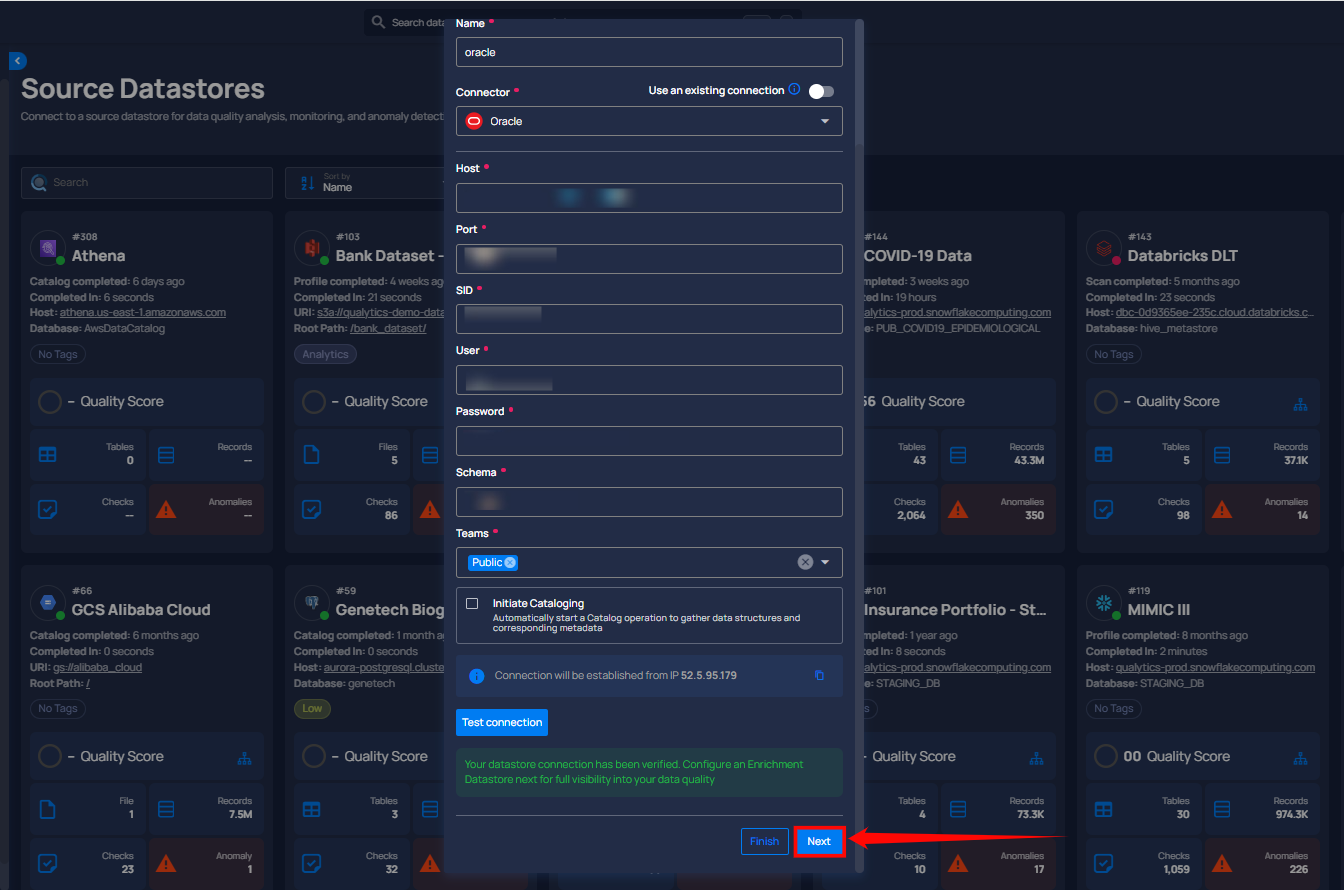 Search data
Source Datastores
Connect to a source datastore for data quality analysis, monitoring, and anomaly detect
Search
Sort by
Name
Name *
oracle
Connector *
Use an existing connection
Oracle
Host *
Port *
SID *
User *
Password *
Schema *
Teams *
Public
Initiate Cataloging
Automatically start a Catalog operation to gather data structures and
corresponding metadata
Connection will be established from IP 52.5.95.179
Test connection
Your datastore connection has been verified. Configure an Enrichment
Datastore next for full visibility into your data quality
Finish
Next
#308
Athena
Catalog completed: 6 days ago
Completed In: 6 seconds
Host: athena.us-east-1.amazonaws.com
Database: AwsDataCatalog
No Tags
– Quality Score
Tables
0
Records
--
Checks
--
Anomalies
--
#103
Bank Dataset -
Profile completed: 4 weeks ag
Completed In: 21 seconds
URI: s3a://qualytics-demo-data
Root Path: /bank_dataset/
Analytics
– Quality Score
Files
5
Checks
86
#144
COVID-19 Data
mpleted: 3 weeks ago
ed In: 19 hours
alytics-prod.snowflakecomputing.com
e: PUB_COVID19_EPIDEMIOLOGICAL
56 Quality Score
Tables
43
Records
43.3M
Checks
2,064
Anomalies
350
#143
Databricks DLT
Scan completed: 5 months ago
Completed In: 23 seconds
Host: dbc-0d9365ee-235c.cloud.databricks.c...
Database: hive_metastore
No Tags
– Quality Score
Tables
5
Records
37.1K
Checks
98
Anomalies
14
#66
GCS Alibaba Cloud
Catalog completed: 6 months ago
Completed In: 0 seconds
URI: gs://alibaba_cloud
Root Path: /
No Tags
– Quality Score
File
1
Records
7.5M
Checks
23
Anomaly
1
#59
Genetech Biog
Catalog completed: 1 month a
Completed In: 0 seconds
Host: aurora-postgresql.cluste
Database: genetech
Low
– Quality Score
Tables
3
Checks
32
#101
Insurance Portfolio - St...
mpleted: 1 year ago
ed In: 8 seconds
alytics-prod.snowflakecomputing.com
e: STAGING_DB
s
– Quality Score
Tables
4
Records
73.3K
Checks
10
Anomalies
17
#119
MIMIC III
Profile completed: 8 months ago
Completed In: 2 minutes
Host: qualytics-prod.snowflakecomputing.com
Database: STAGING_DB
No Tags
00 Quality Score
Tables
30
Records
974.3K
Checks
1,059
Anomalies
226